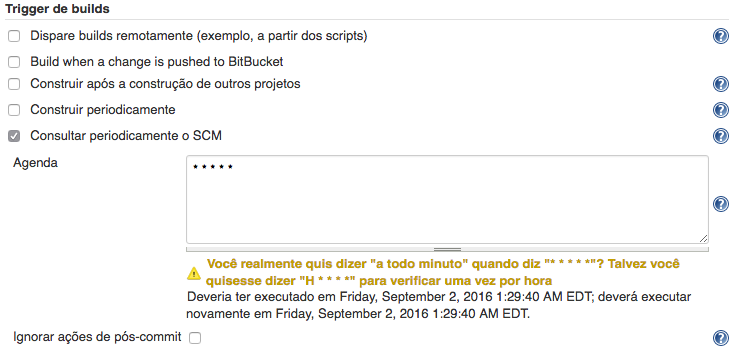 Trigger de builds
Dispare builds remotamente (exemplo, a partir dos scripts)
Build when a change is pushed to BitBucket
Construir após a construção de outros projetos
Construir periodicamente
Consultar periodicamente o SCM
Agenda
* * * * *
Você realmente quis dizer "a todo minuto" quando diz "* * * * *"? Talvez você
quisesse dizer "H * * * *" para verificar uma vez por hora
Deveria ter executado em Friday, September 2, 2016 1:29:40 AM EDT; deverá executar
novamente em Friday, September 2, 2016 1:29:40 AM EDT.
Ignorar ações de pós-commit